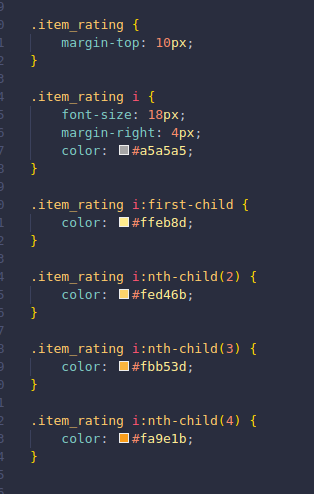 .item_rating {
margin-top: 10px;
}
.item_rating i {
font-size: 18px;
margin-right: 4px;
color: #a5a5a5;
}
.item_rating i:first-child {
color: #ffeb8d;
}
.item_rating i:nth-child(2) {
color: #fed46b;
}
.item_rating i:nth-child(3) {
color: #fbb53d;
}
.item_rating i:nth-child(4) {
color: #fa9e1b;
}